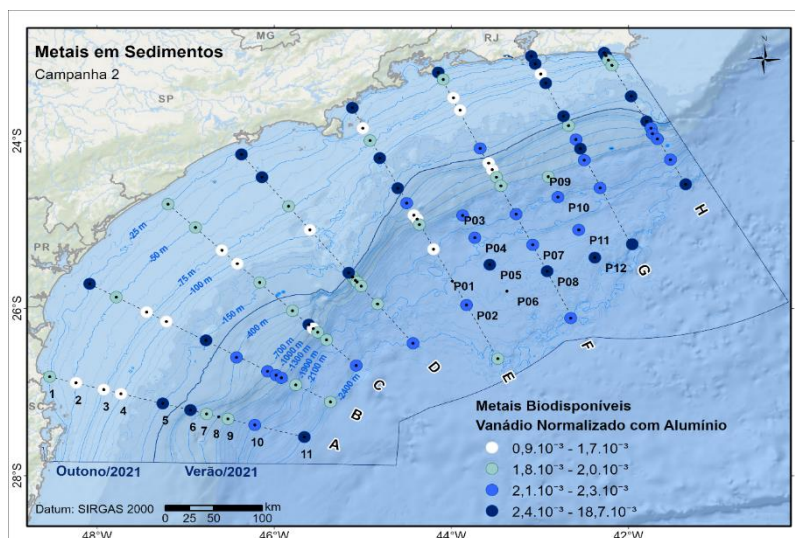 MG
RJ
Metais em Sedimentos
Campanha 2
SP
24°S
-25 m
-50 m
-75 m
-100 m
PR
-150 m
-400 m
26°S
-700 m
-1000 m
-1300 m
-1900 m
-2100 m
-2400 m
P09
P10
P03
P04
P07
P11
P05
P08
P12
P01
P06
P02
H
G
F
E
D
C
B
A
SC
1
2
3
4
5
6
7
8
9
10
11
Metais Biodisponíveis
Vanádio Normalizado com Alumínio
0,9.10⁻³ - 1,7.10⁻³
1,8.10⁻³ - 2,0.10⁻³
2,1.10⁻³ - 2,3.10⁻³
2,4.10⁻³ - 18,7.10⁻³
Outono/2021
Verão/2021
28°S
Datum: SIRGAS 2000
km
0 25 50 100
48°W
46°W
44°W
42°W